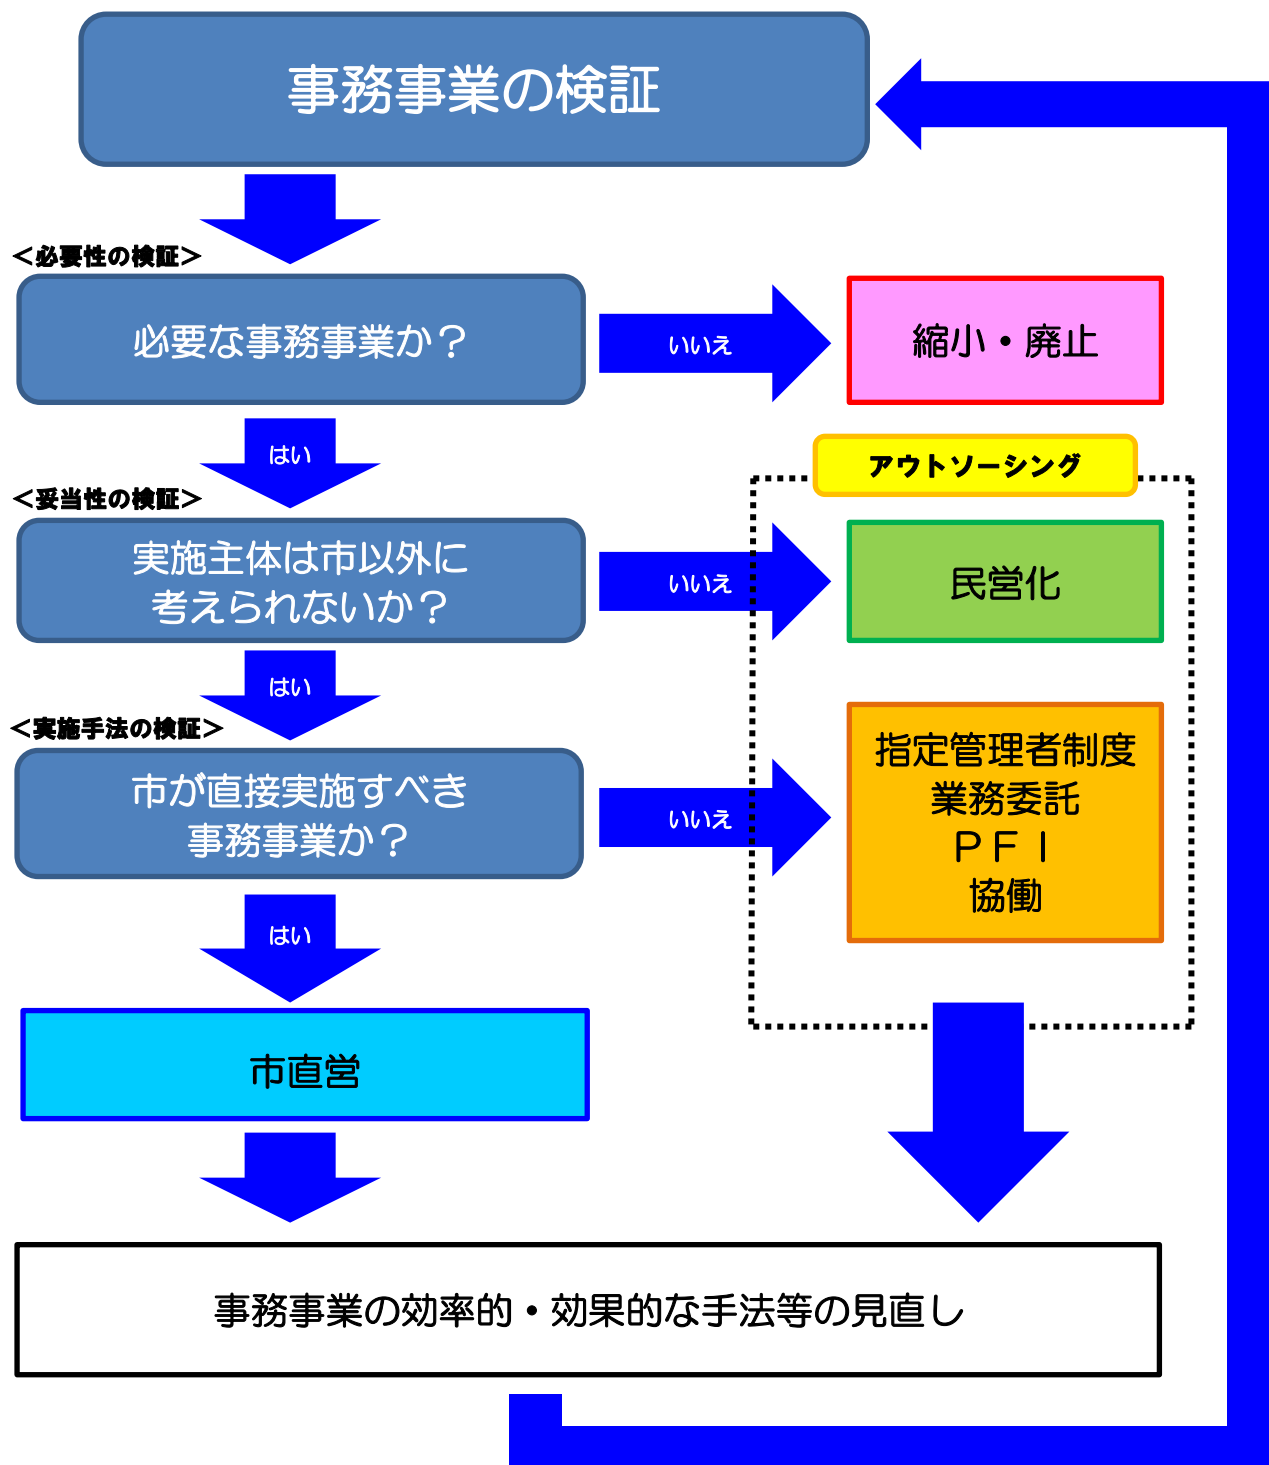 事務事業の検証
＜必要性の検証＞
必要な事務事業か？
いいえ
縮小・廃止
はい
アウトソーシング
＜妥当性の検証＞
実施主体は市以外に
考えられないか？
いいえ
民営化
はい
＜実施手法の検証＞
市が直接実施すべき
事務事業か？
いいえ
指定管理者制度
業務委託
ＰＦＩ
協働
はい
市直営
事務事業の効率的・効果的な手法等の見直し